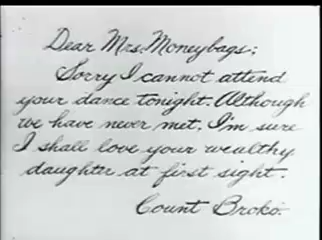 Dear Mrs. Moneybags:
Sorry I cannot attend
your dance tonight. Although
we have never met, I'm sure
I shall love your wealthy
daughter at first sight.
Count Broko.